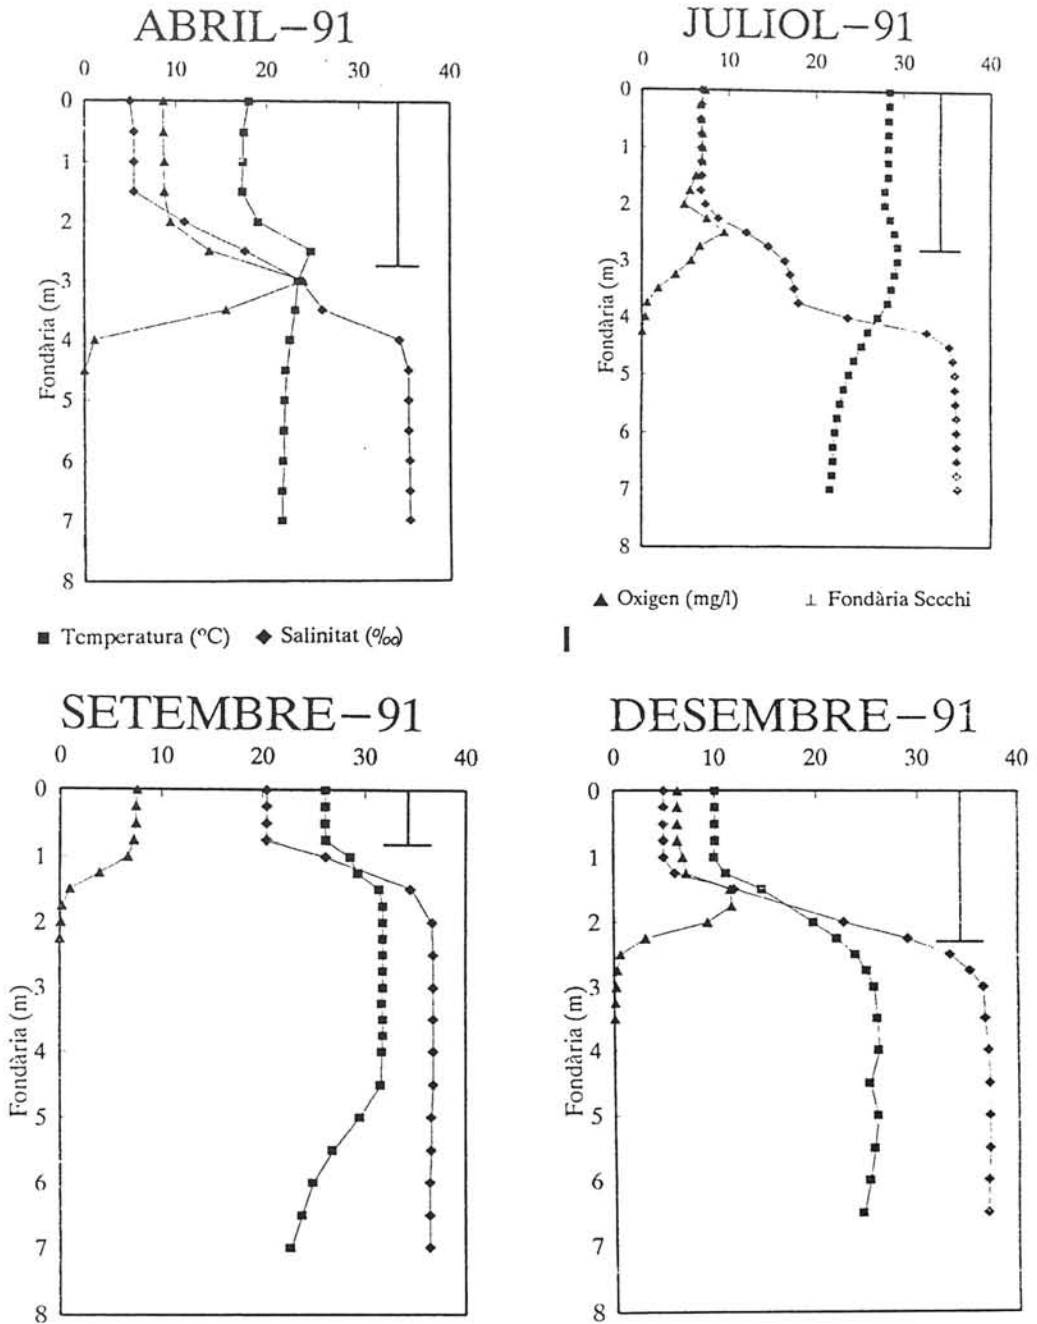 ABRIL-91
0 10 20 30 40
0
1
2
3
4
5
6
7
8
Fondària (m)
JULIOL-91
0 10 20 30 40
0
1
2
3
4
5
6
7
8
Fondària (m)
▲ Oxigen (mg/l) ⊥ Fondària Secchi
■ Temperatura (ºC) ◆ Salinitat (‰)
SETEMBRE-91
0 10 20 30 40
0
1
2
3
4
5
6
7
8
Fondària (m)
DESEMBRE-91
0 10 20 30 40
0
1
2
3
4
5
6
7
8
Fondària (m)